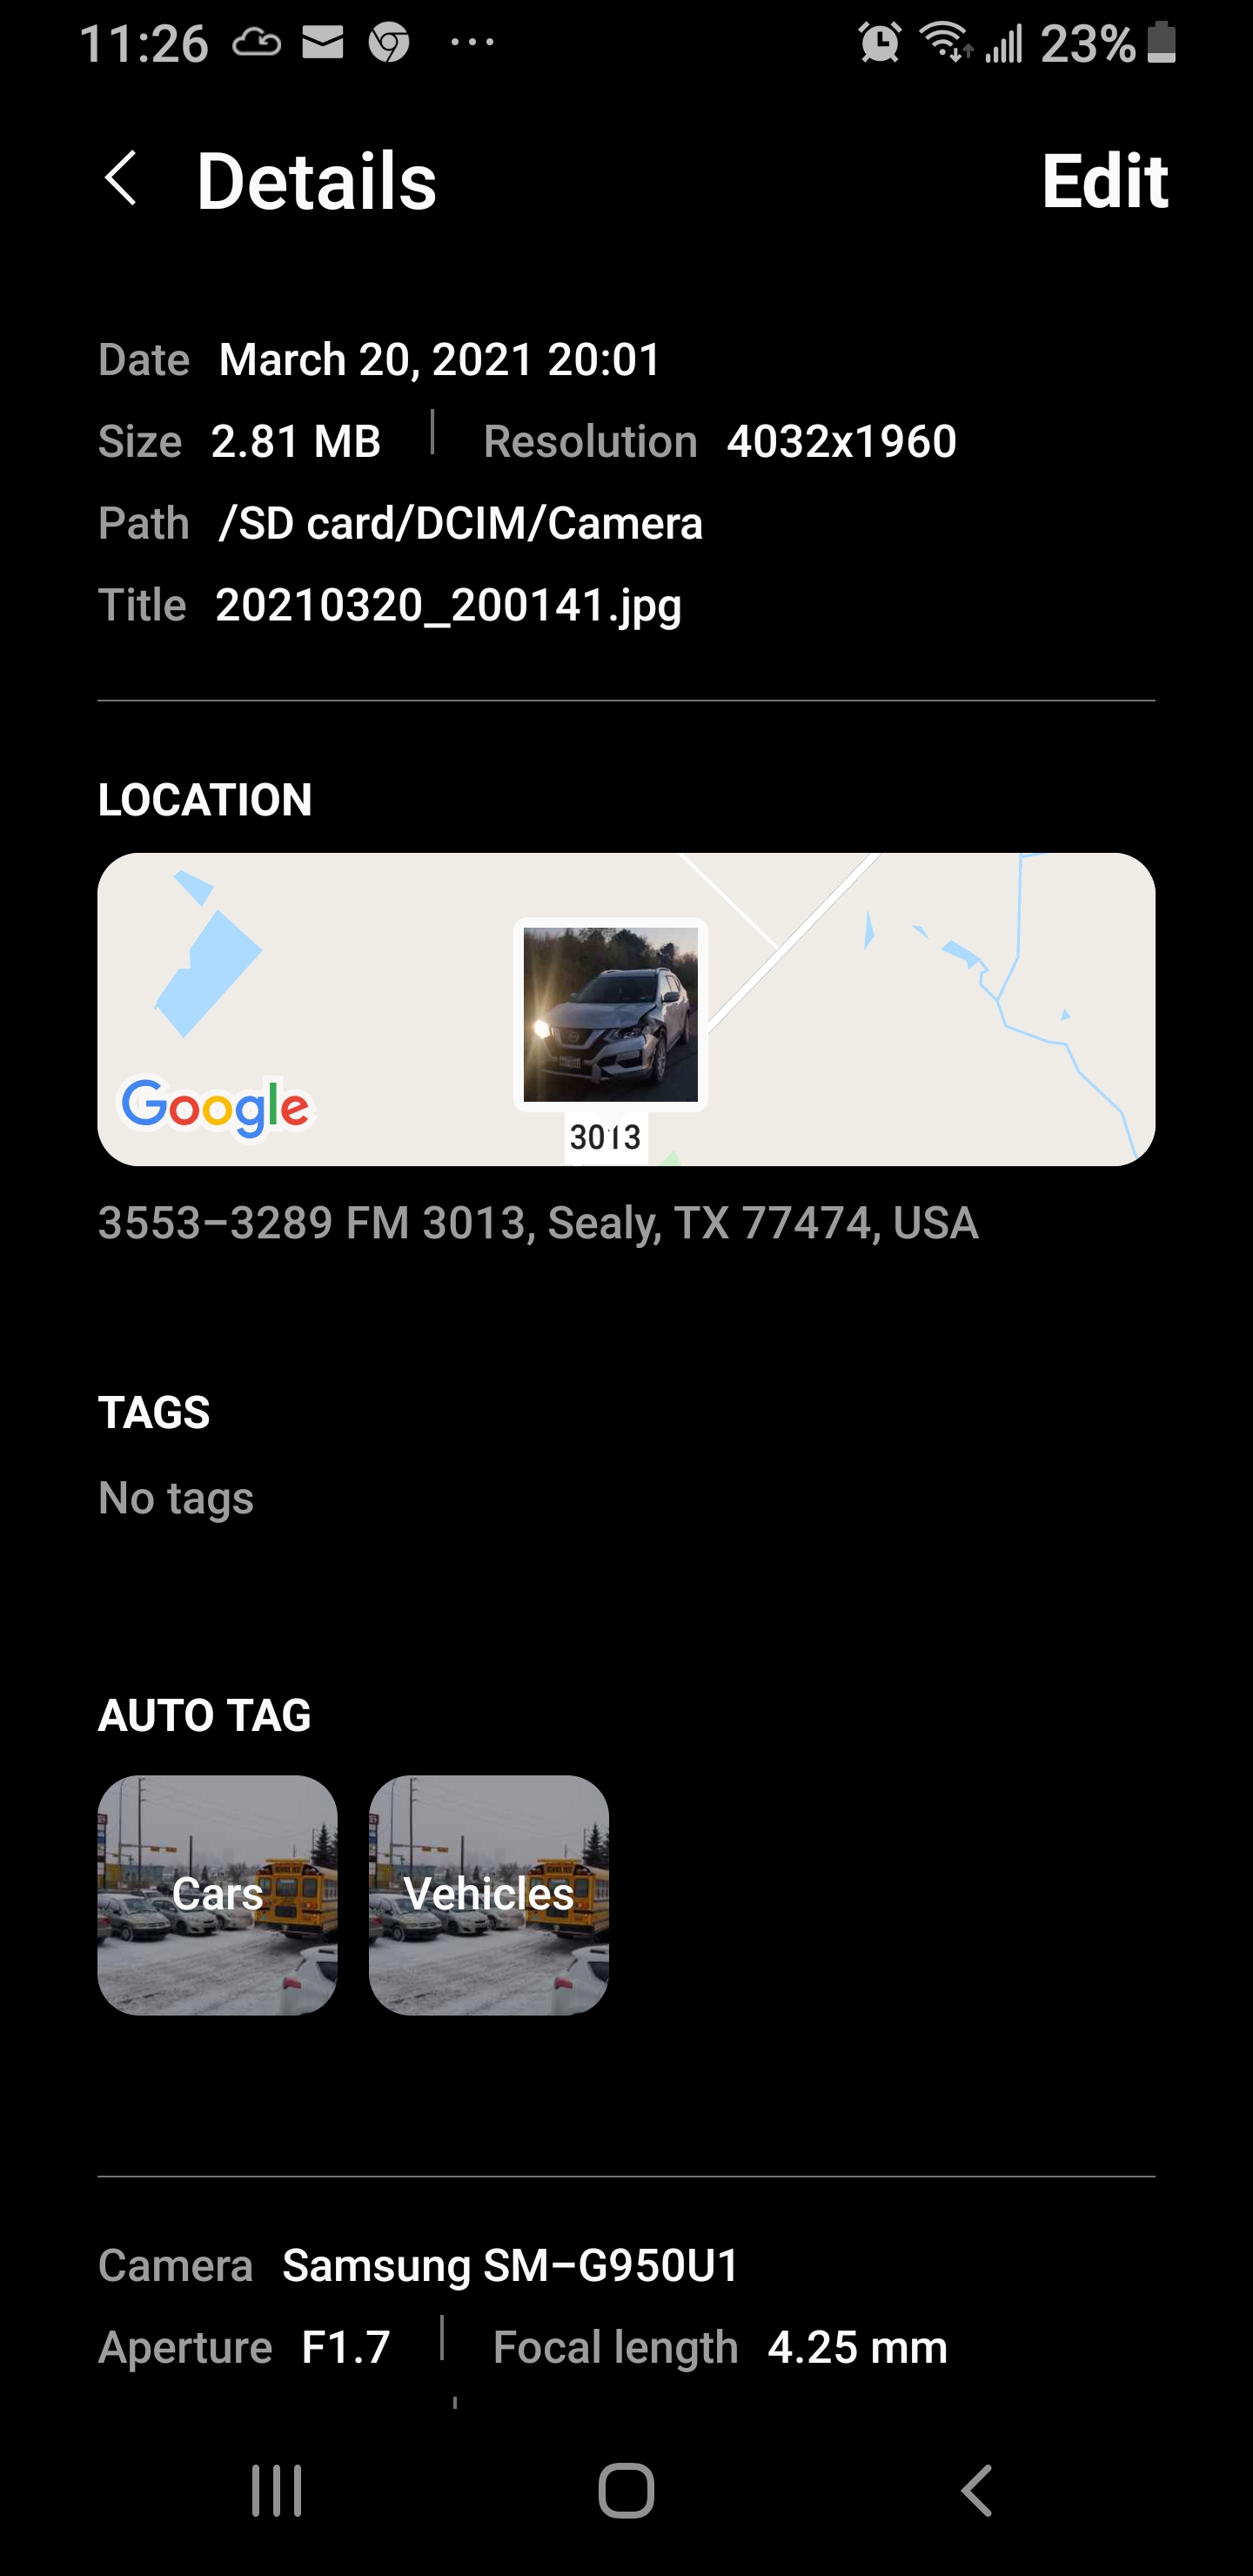 11:26 23%
Details Edit
Date March 20, 2021 20:01
Size 2.81 MB Resolution 4032x1960
Path /SD card/DCIM/Camera
Title 20210320_200141.jpg
LOCATION
Google
3013
3553–3289 FM 3013, Sealy, TX 77474, USA
TAGS
No tags
AUTO TAG
Cars Vehicles
Camera Samsung SM–G950U1
Aperture F1.7 Focal length 4.25 mm